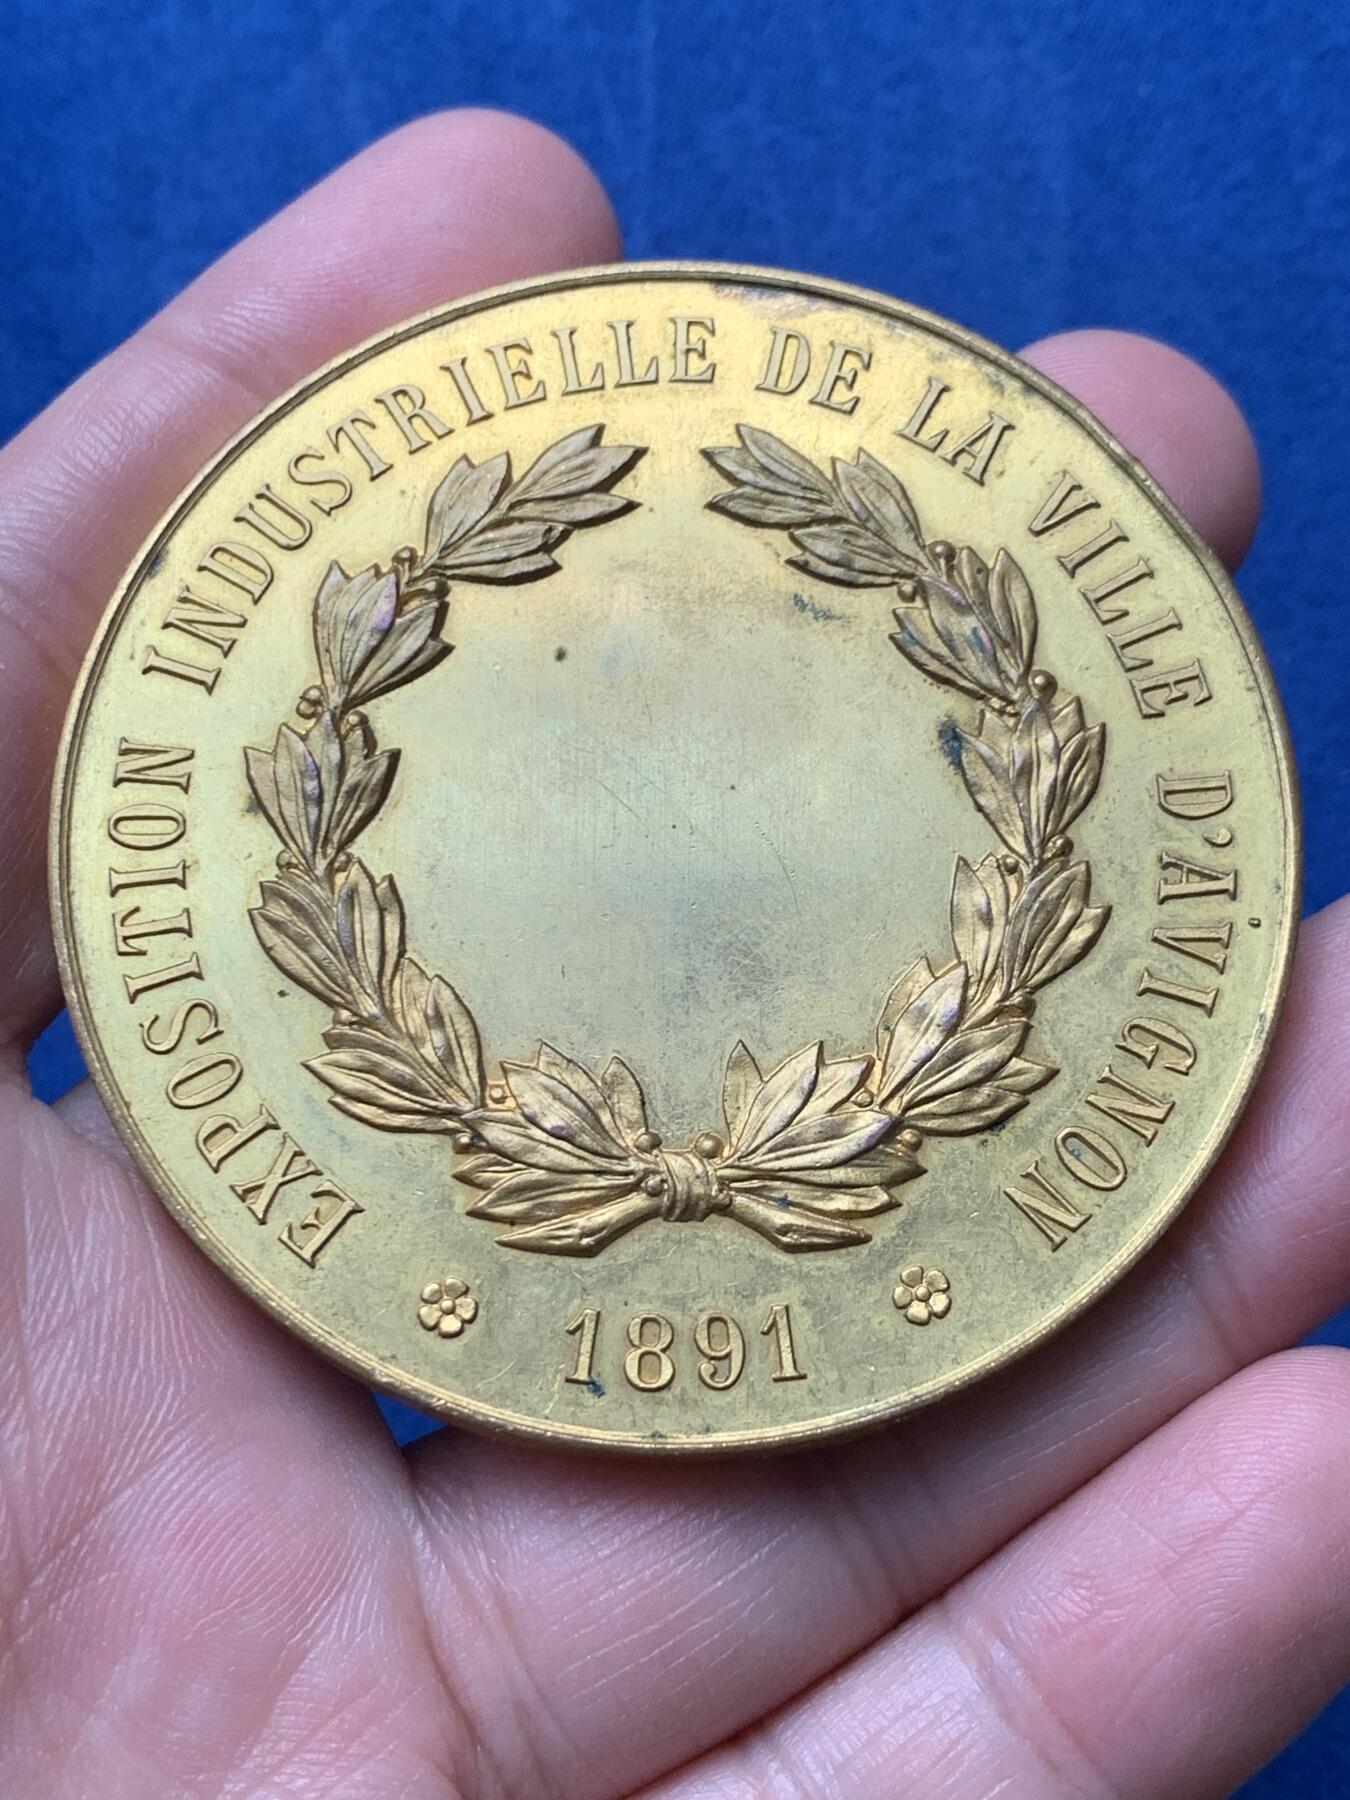 EXPOSITION INDUSTRIELLE DE LA VILLE D'AVIGNON
1891